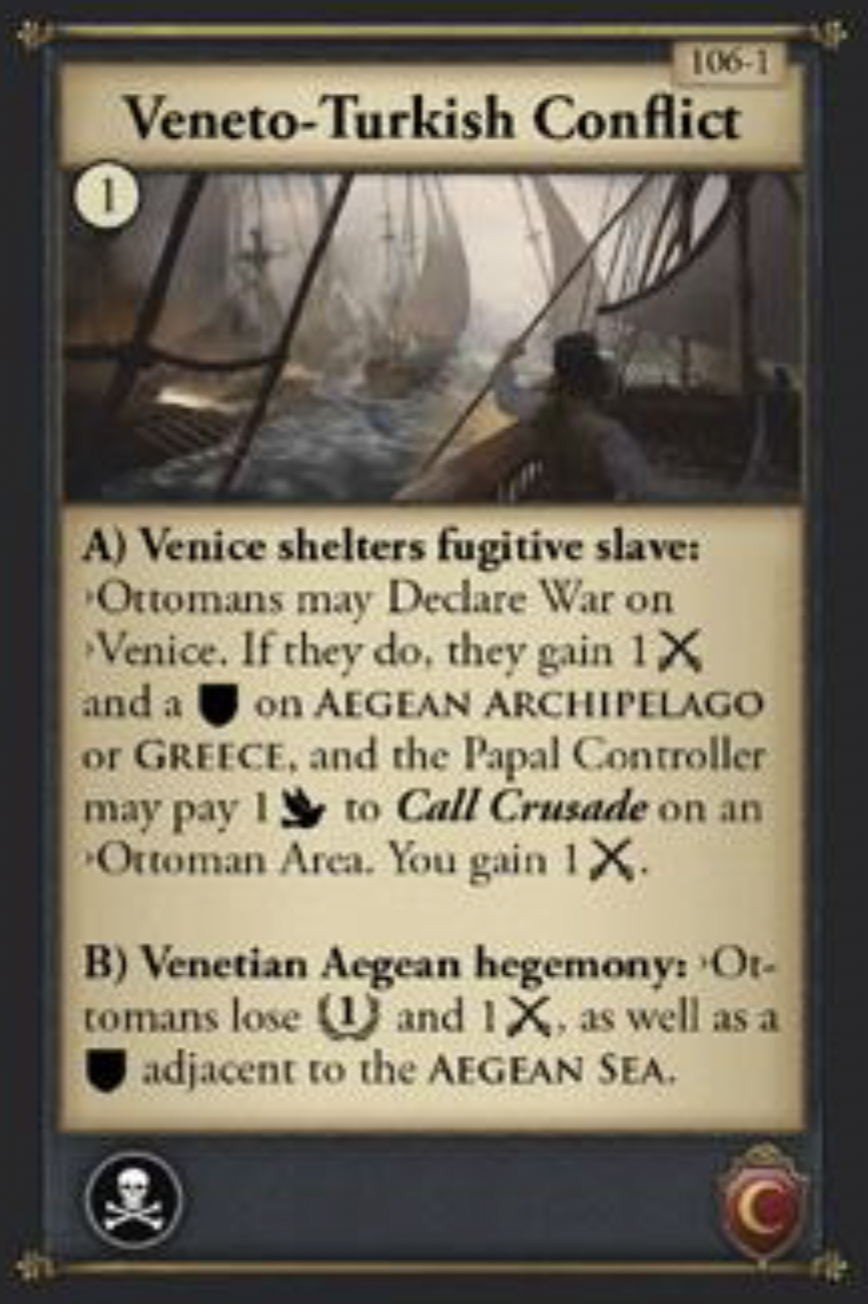 106-1
Veneto-Turkish Conflict
1
A) Venice shelters fugitive slave:
›Ottomans may Declare War on
›Venice. If they do, they gain 1
and a on AEGEAN ARCHIPELAGO
or GREECE, and the Papal Controller
may pay 1 to Call Crusade on an
›Ottoman Area. You gain 1 .
B) Venetian Aegean hegemony: ›Ot-
tomans lose (1) and 1 , as well as a
adjacent to the AEGEAN SEA.